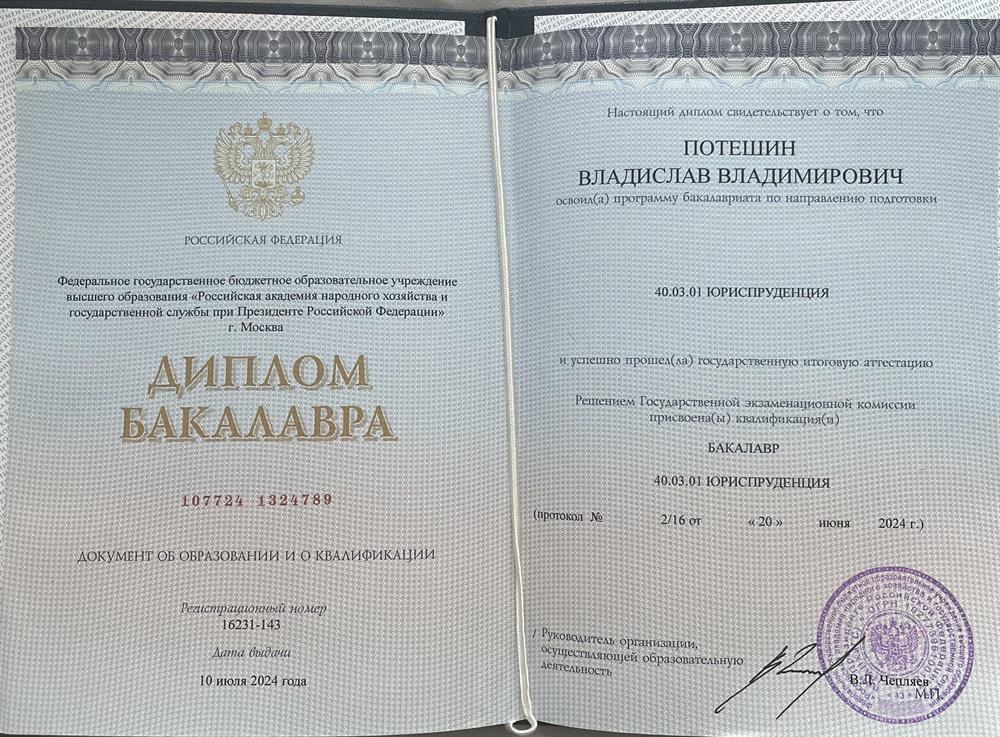 РОССИЙСКАЯ ФЕДЕРАЦИЯ
Федеральное государственное бюджетное образовательное учреждение
высшего образования «Российская академия народного хозяйства и
государственной службы при Президенте Российской Федерации»
г. Москва
ДИПЛОМ
БАКАЛАВРА
107724 1324789
ДОКУМЕНТ ОБ ОБРАЗОВАНИИ И О КВАЛИФИКАЦИИ
Регистрационный номер
16231-143
Дата выдачи
10 июля 2024 года
Настоящий диплом свидетельствует о том, что
ПОТЕШИН
ВЛАДИСЛАВ ВЛАДИМИРОВИЧ
освоил(а) программу бакалавриата по направлению подготовки
40.03.01 ЮРИСПРУДЕНЦИЯ
и успешно прошел(ла) государственную итоговую аттестацию
Решением Государственной экзаменационной комиссии
присвоена(ы) квалификация(и)
БАКАЛАВР
40.03.01 ЮРИСПРУДЕНЦИЯ
(протокол № 2/16 от « 20 » июня 2024 г.)
/ Руководитель организации,
осуществляющей образовательную
деятельность
В.Л. Чепляев
М.П.